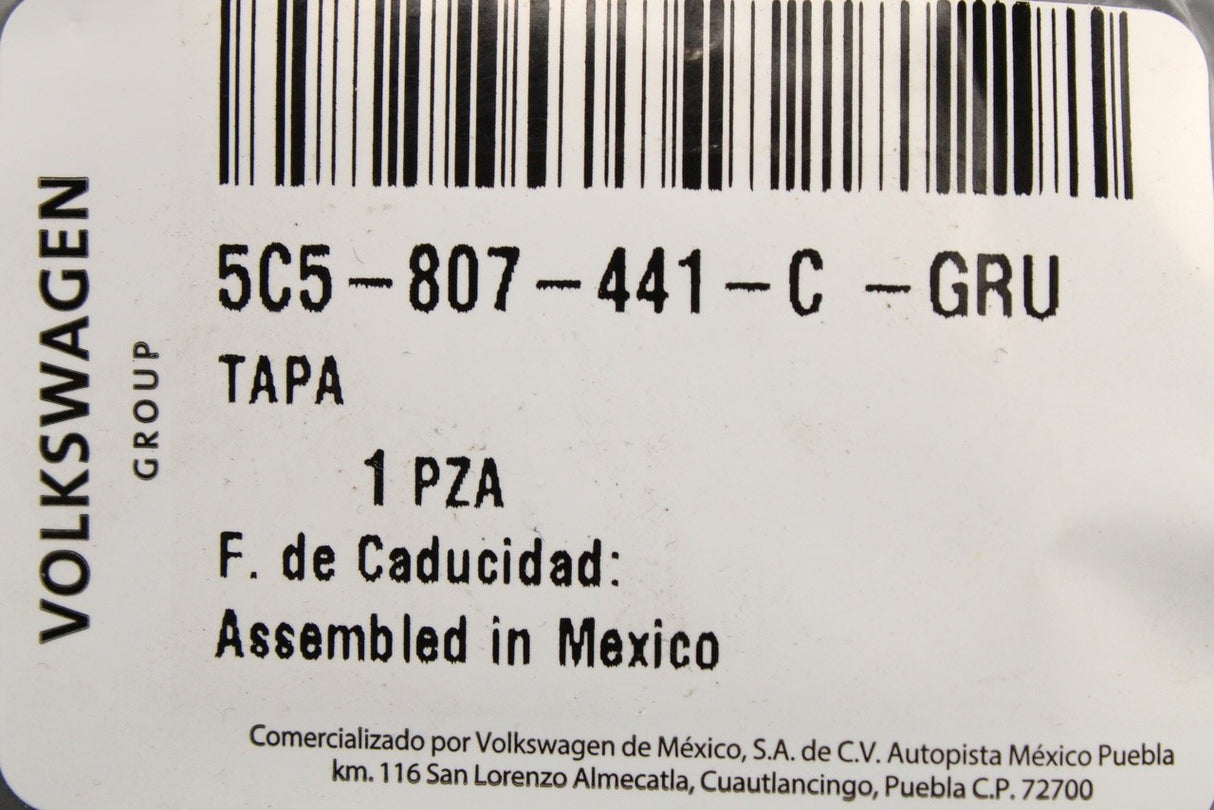 VOLKSWAGEN
GROUP
5C5-807-441-C -GRU
TAPA
1 PZA
F. de Caducidad:
Assembled in Mexico
Comercializado por Volkswagen de México, S.A. de C.V. Autopista México Puebla
km. 116 San Lorenzo Almecatla, Cuautlancingo, Puebla C.P. 72700